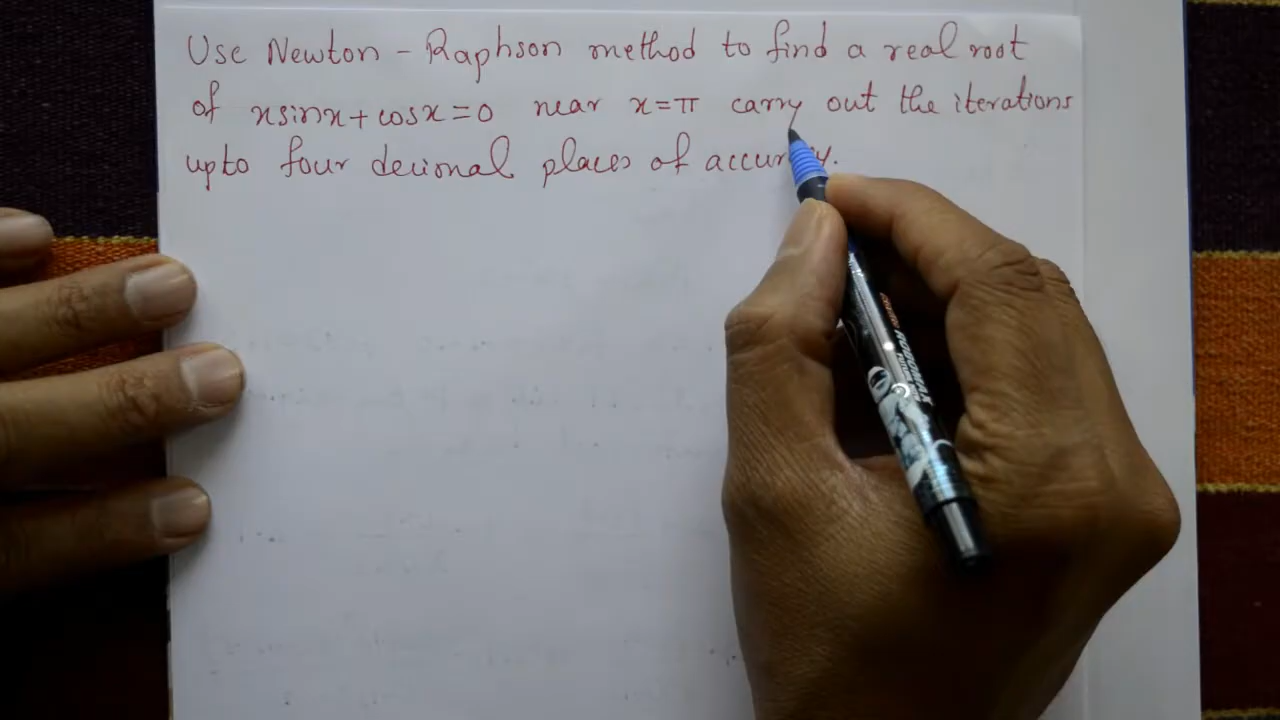 Use Newton - Raphson method to find a real root
of xsinx + cosx = 0 near x = π carry out the iterations
upto four decimal places of